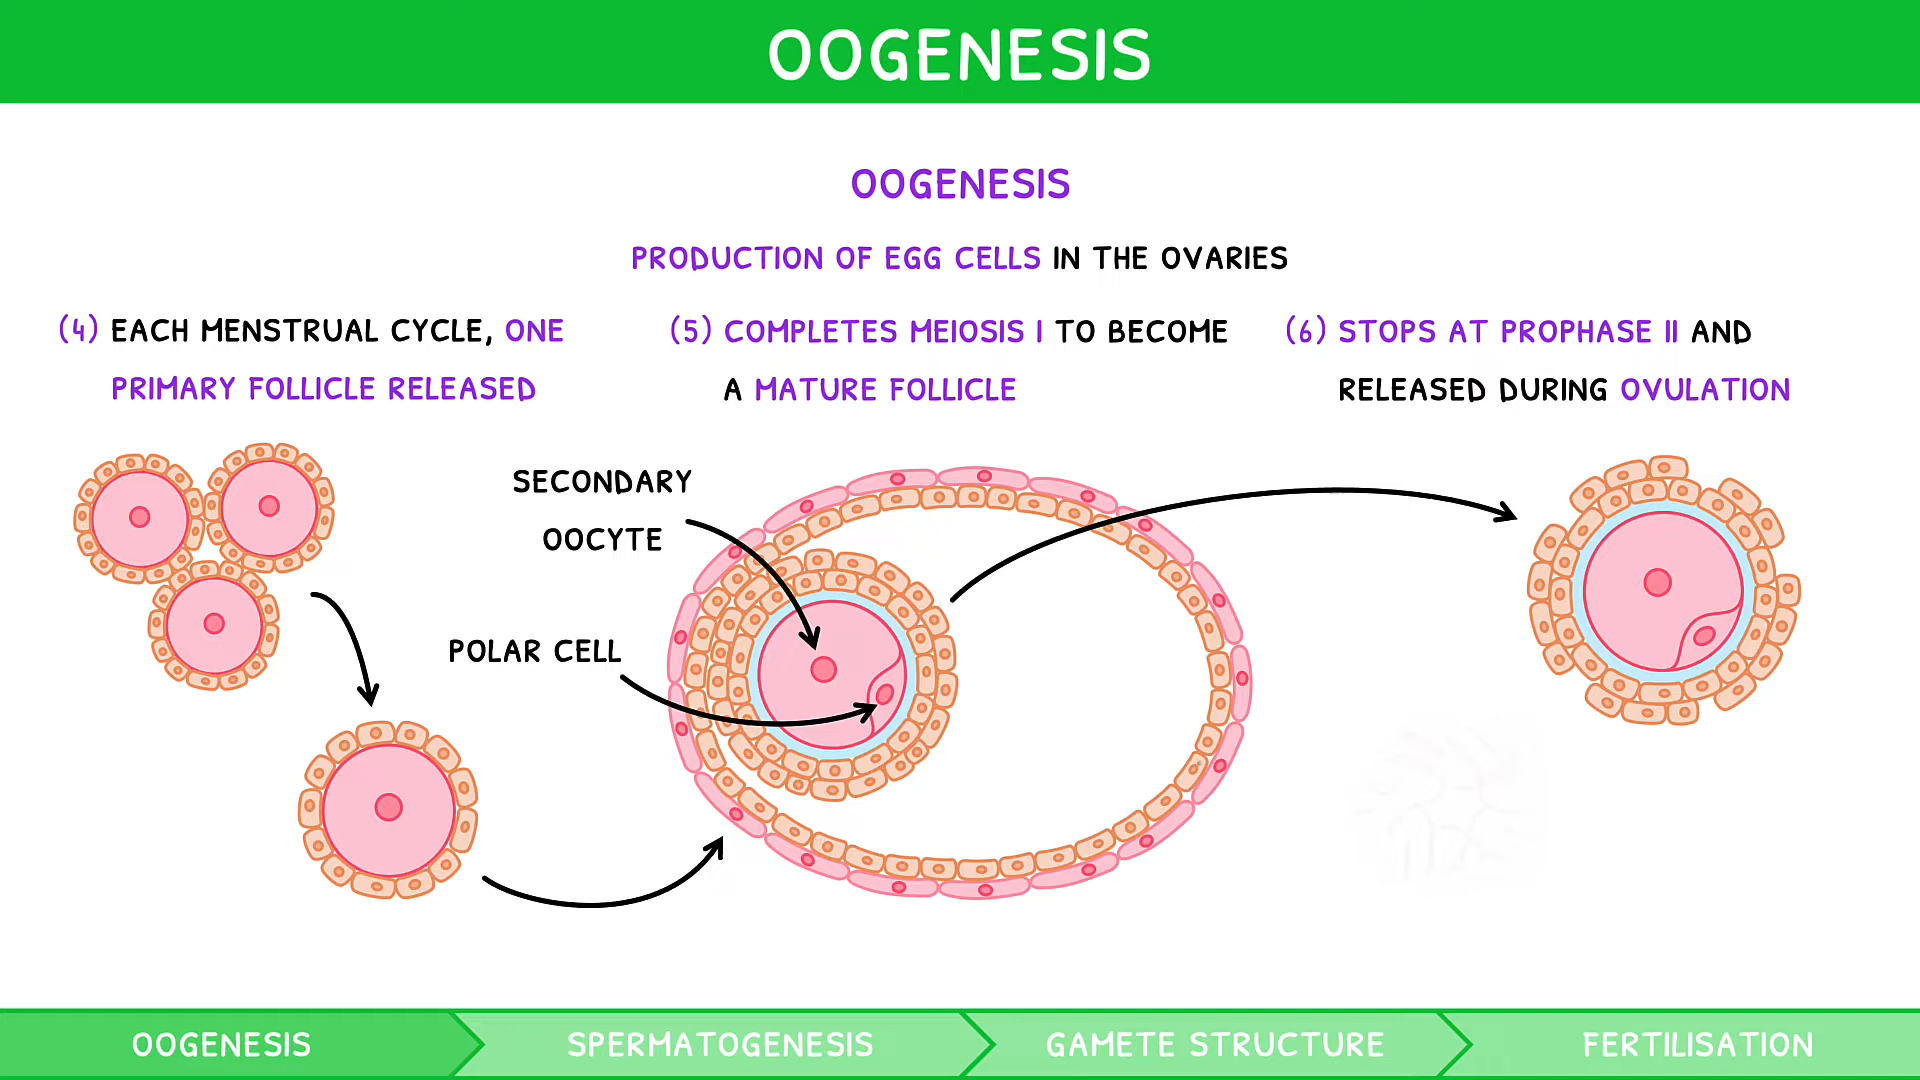 OOGENESIS
OOGENESIS
PRODUCTION OF EGG CELLS IN THE OVARIES
(4) EACH MENSTRUAL CYCLE, ONE
PRIMARY FOLLICLE RELEASED
(5) COMPLETES MEIOSIS I TO BECOME
A MATURE FOLLICLE
(6) STOPS AT PROPHASE II AND
RELEASED DURING OVULATION
SECONDARY
OOCYTE
POLAR CELL
OOGENESIS
SPERMATOGENESIS
GAMETE STRUCTURE
FERTILISATION